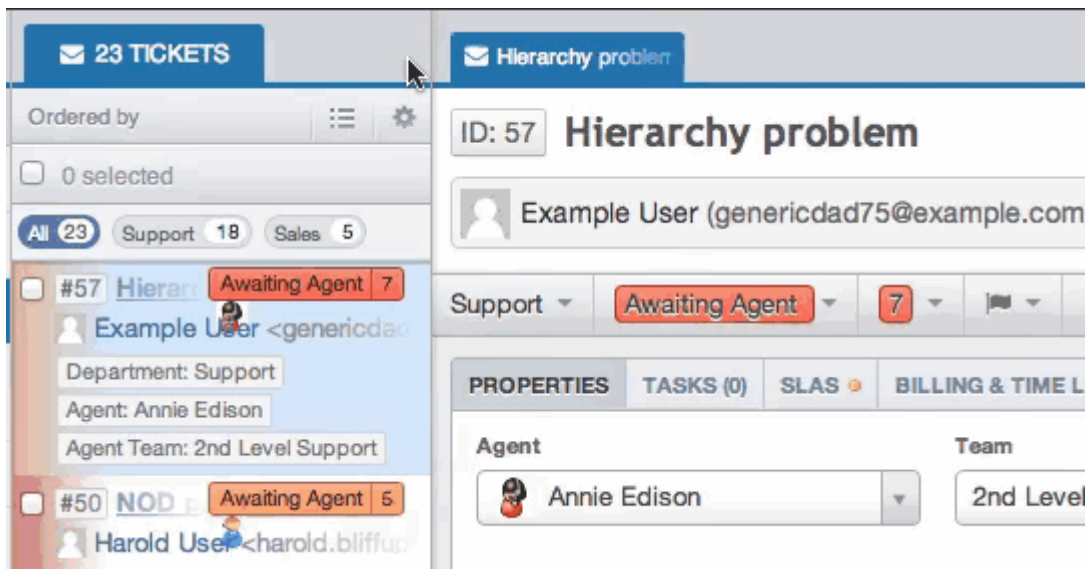 23 TICKETS
Ordered by
0 selected
All 23 Support 18 Sales 5
#57 Hierarc Awaiting Agent 7
Example User <genericdad
Department: Support
Agent: Annie Edison
Agent Team: 2nd Level Support
#50 NOD Awaiting Agent 5
Harold User <harold.bliffup
Hierarchy problem
ID: 57 Hierarchy problem
Example User (genericdad75@example.com
Support Awaiting Agent 7
PROPERTIES TASKS (0) SLAS BILLING & TIME L
Agent Team
Annie Edison 2nd Level